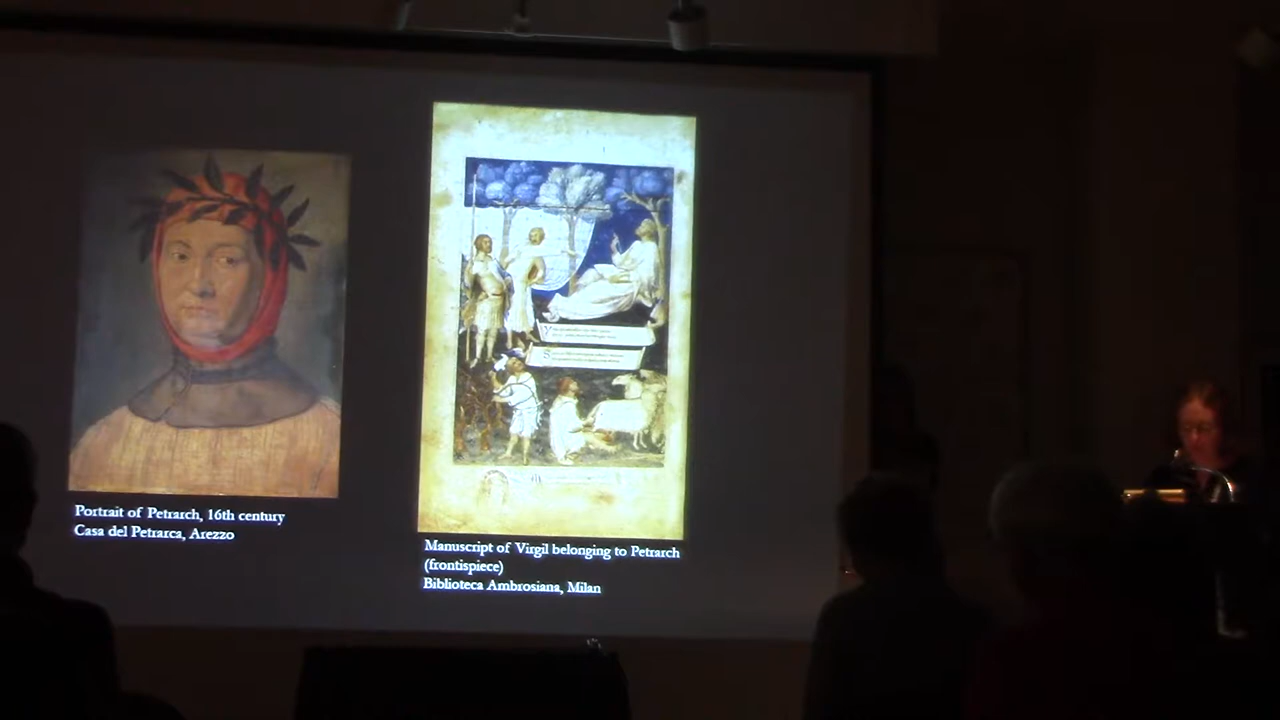 Portrait of Petrarch, 16th century
Casa del Petrarca, Arezzo
Manuscript of Virgil belonging to Petrarch
(frontispiece)
Biblioteca Ambrosiana, Milan